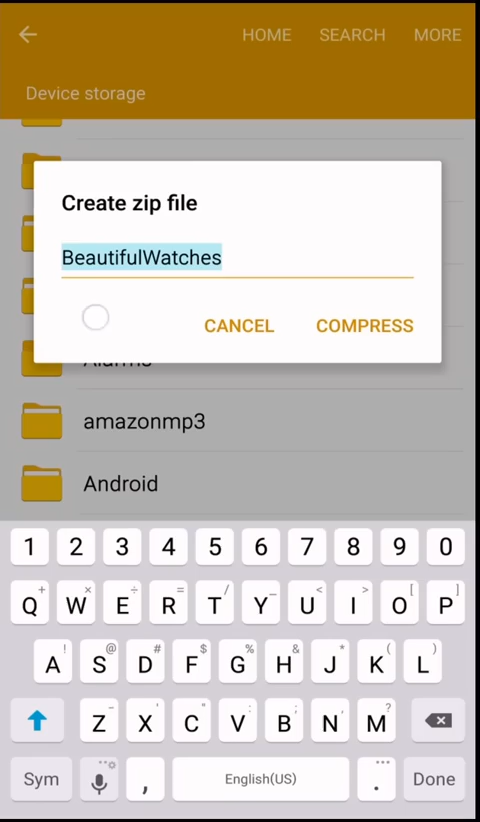 HOME SEARCH MORE
Device storage
Create zip file
BeautifulWatches
CANCEL COMPRESS
Alarms
amazonmp3
Android
1 2 3 4 5 6 7 8 9 0
+ × ÷ = / _ < > [ ]
Q W E R T Y U I O P
! @ # $ % & * ( )
A S D F G H J K L
- ' " : ; , ?
Z X C V B N M
Sym , English(US) . Done